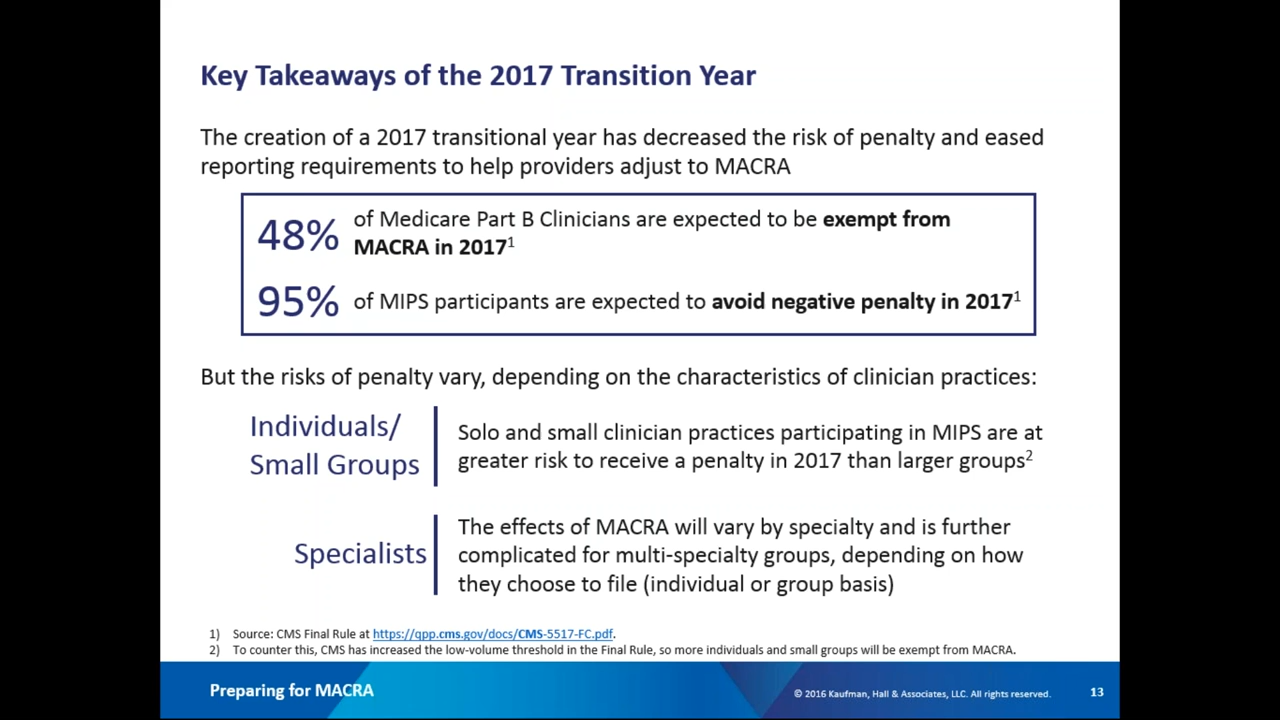 Key Takeaways of the 2017 Transition Year
The creation of a 2017 transitional year has decreased the risk of penalty and eased
reporting requirements to help providers adjust to MACRA
48%
of Medicare Part B Clinicians are expected to be exempt from
MACRA in 2017¹
95%
of MIPS participants are expected to avoid negative penalty in 2017¹
But the risks of penalty vary, depending on the characteristics of clinician practices:
Individuals/
Small Groups
Solo and small clinician practices participating in MIPS are at
greater risk to receive a penalty in 2017 than larger groups²
Specialists
The effects of MACRA will vary by specialty and is further
complicated for multi-specialty groups, depending on how
they choose to file (individual or group basis)
1) Source: CMS Final Rule at https://qpp.cms.gov/docs/CMS-5517-FC.pdf.
2) To counter this, CMS has increased the low-volume threshold in the Final Rule, so more individuals and small groups will be exempt from MACRA.
Preparing for MACRA
© 2016 Kaufman, Hall & Associates, LLC. All rights reserved.
13